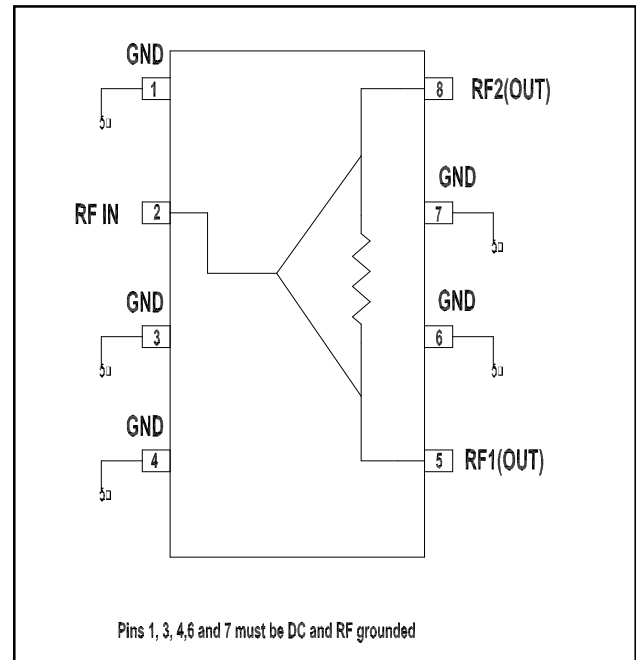 GND
1
8
RF2(OUT)
GND
RF IN
2
7
GND
GND
3
6
GND
4
5
RF1(OUT)
Pins 1, 3, 4,6 and 7 must be DC and RF grounded